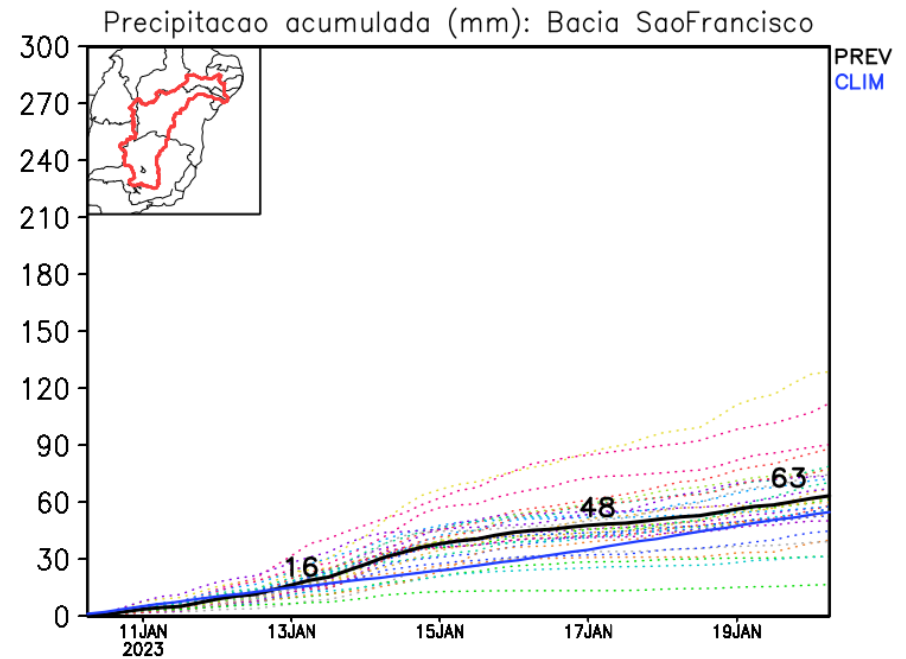 Precipitacao acumulada (mm): Bacia SaoFrancisco
300
270
240
210
180
150
120
90
60
30
0
PREV
CLIM
16
48
63
11JAN
2023
13JAN
15JAN
17JAN
19JAN